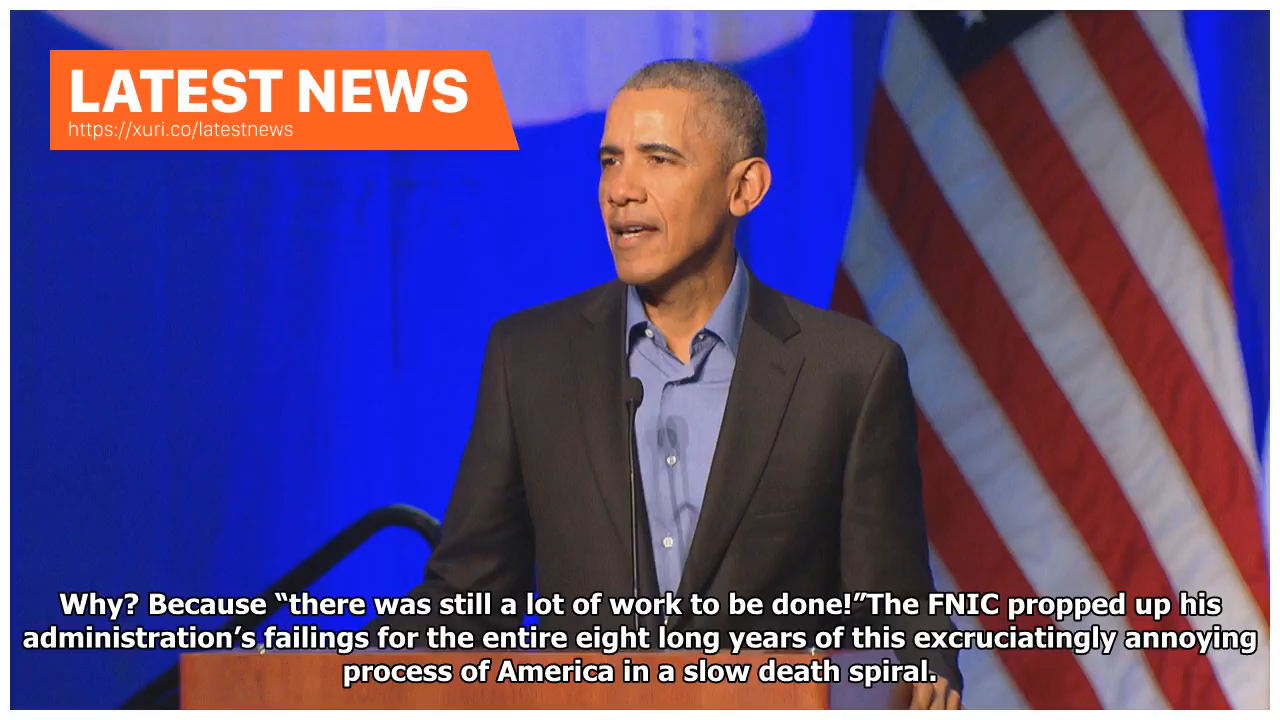 LATEST NEWS
https://xuri.co/latestnews
Why? Because “there was still a lot of work to be done!”The FNIC propped up his
administration’s failings for the entire eight long years of this excruciatingly annoying
process of America in a slow death spiral.